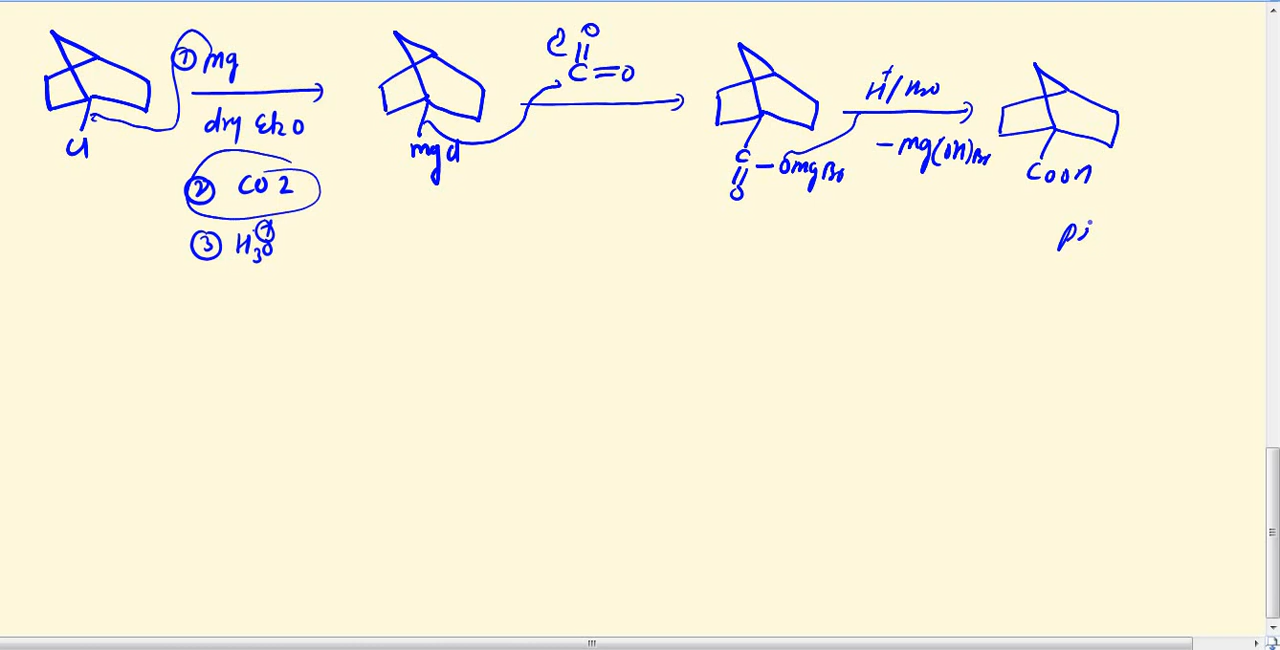 ① mg
dry Et2O
② CO2
③ H3O⊕
Cl
mgCl
O
C=O
C-OmgBr
O
H+/H2O
-mg(OH)Br
COOH